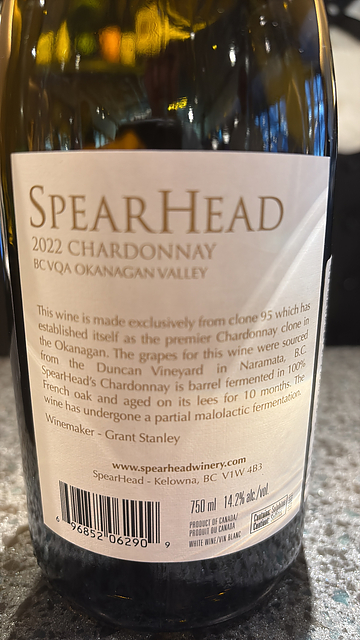 SPEARHEAD
2022 CHARDONNAY
BC VQA OKANAGAN VALLEY
This wine is made exclusively from clone 95 which has
established itself as the premier Chardonnay clone in
the Okanagan. The grapes for this wine were sourced
from the Duncan Vineyard in Naramata, B.C.
SpearHead's Chardonnay is barrel fermented in 100%
French oak and aged on its lees for 10 months. The
wine has undergone a partial malolactic fermentation.
Winemaker - Grant Stanley
www.spearheadwinery.com
SpearHead - Kelowna, BC V1W 4B3
750 ml 14.2% alc./vol.
PRODUCT OF CANADA/
PRODUIT DU CANADA
WHITE WINE/VIN BLANC
Contains:
Contient:
6 96852 06290 9